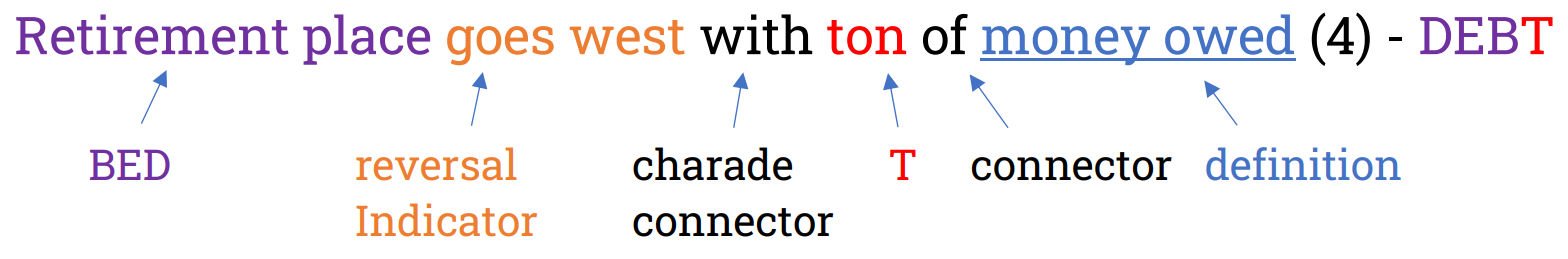 Retirement place goes west with ton of money owed (4) - DEBT
BED reversal charade T connector definition
Indicator connector